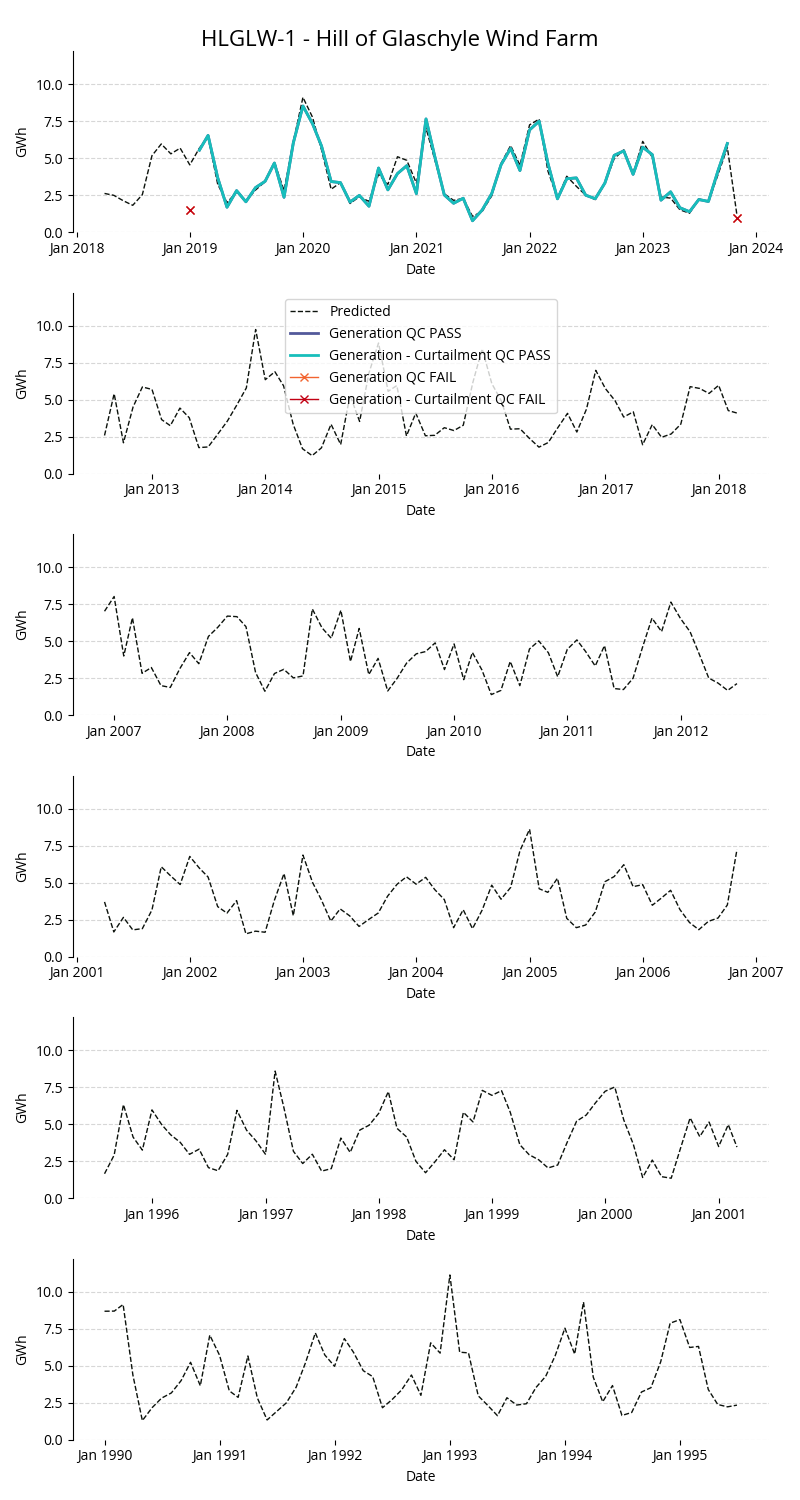 HLGLW-1 - Hill of Glaschyle Wind Farm
10.0
7.5
5.0
2.5
0.0
GWh
Jan 2018 Jan 2019 Jan 2020 Jan 2021 Jan 2022 Jan 2023 Jan 2024
Date
10.0
7.5
5.0
2.5
0.0
GWh
Predicted
Generation QC PASS
Generation - Curtailment QC PASS
Generation QC FAIL
Generation - Curtailment QC FAIL
Jan 2013 Jan 2014 Jan 2015 Jan 2016 Jan 2017 Jan 2018
Date
10.0
7.5
5.0
2.5
0.0
GWh
Jan 2007 Jan 2008 Jan 2009 Jan 2010 Jan 2011 Jan 2012
Date
10.0
7.5
5.0
2.5
0.0
GWh
Jan 2001 Jan 2002 Jan 2003 Jan 2004 Jan 2005 Jan 2006 Jan 2007
Date
10.0
7.5
5.0
2.5
0.0
GWh
Jan 1996 Jan 1997 Jan 1998 Jan 1999 Jan 2000 Jan 2001
Date
10.0
7.5
5.0
2.5
0.0
GWh
Jan 1990 Jan 1991 Jan 1992 Jan 1993 Jan 1994 Jan 1995
Date